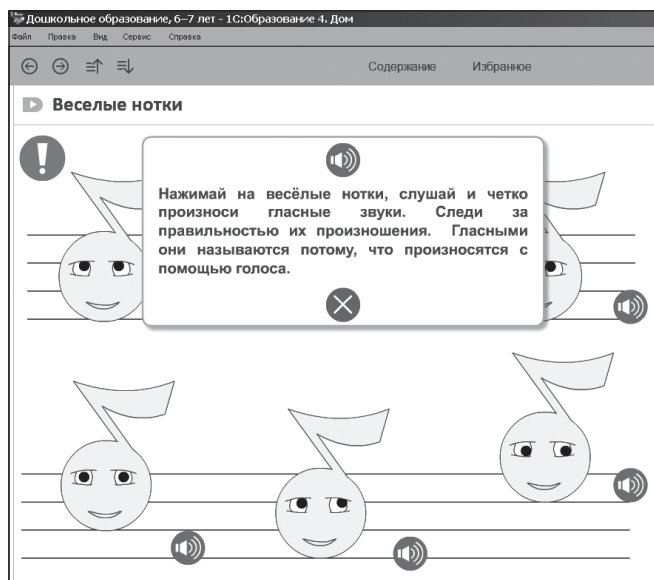 Дошкольное образование, 6–7 лет - 1С:Образование 4. Дом
Файл Правка Вид Сервис Справка
Содержание Избранное
Веселые нотки
Нажимай на весёлые нотки, слушай и четко
произноси гласные звуки. Следи за
правильностью их произношения. Гласными
они называются потому, что произносятся с
помощью голоса.